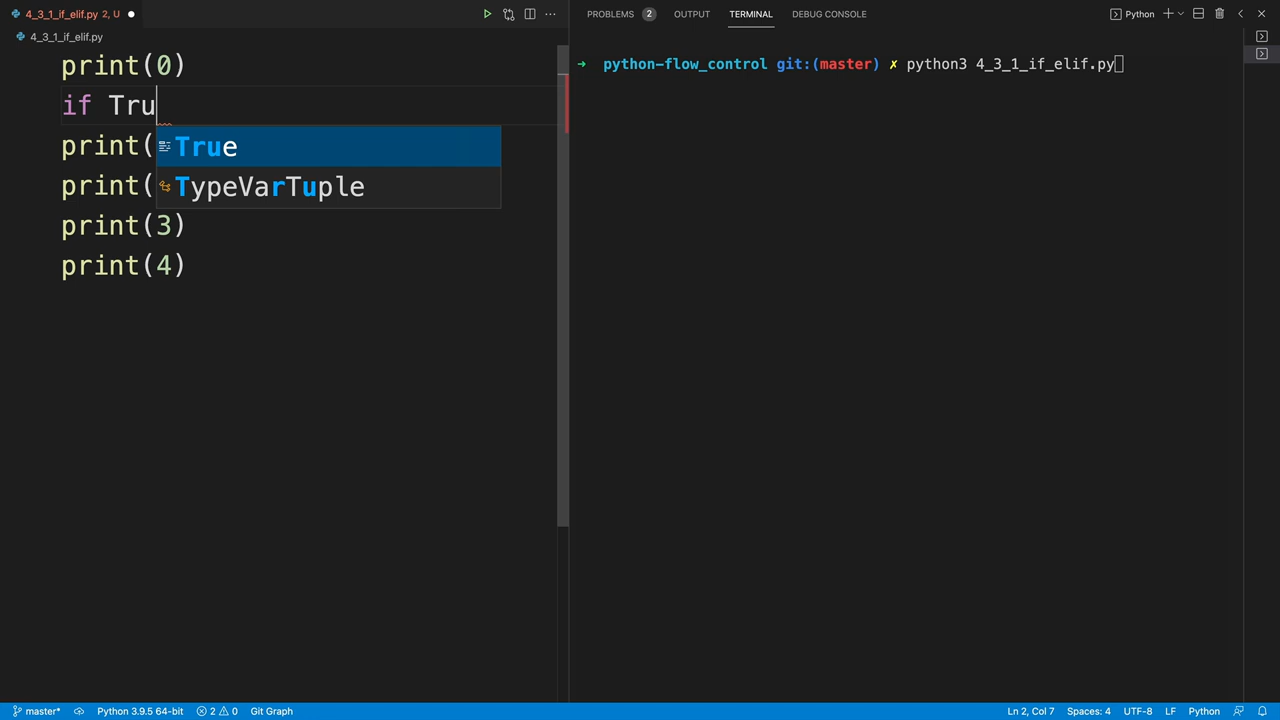 4_3_1_if_elif.py 2, U
PROBLEMS 2 OUTPUT TERMINAL DEBUG CONSOLE
Python
4_3_1_if_elif.py
print(0)
if Tru
print(
True
print(
TypeVarTuple
print(3)
print(4)
python-flow_control git:(master) ✗ python3 4_3_1_if_elif.py
master* Python 3.9.5 64-bit 2 0 Git Graph
Ln 2, Col 7 Spaces: 4 UTF-8 LF Python